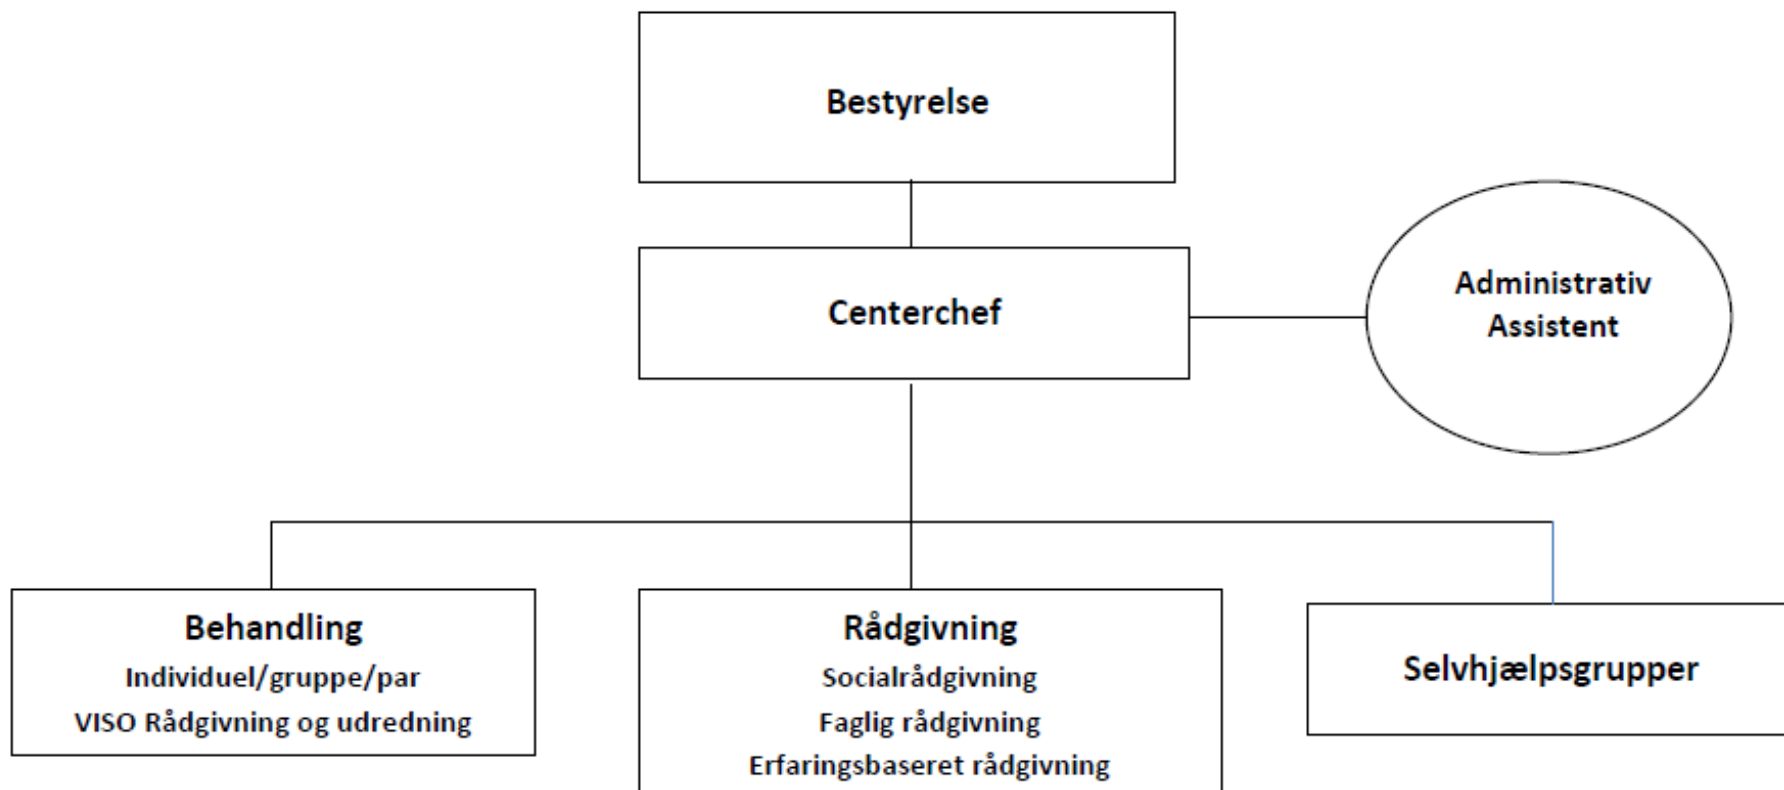 Bestyrelse
Centerchef
Administrativ
Assistent
Behandling
Individuel/gruppe/par
VISO Rådgivning og udredning
Rådgivning
Socialrådgivning
Faglig rådgivning
Erfaringsbaseret rådgivning
Selvhjælpsgrupper